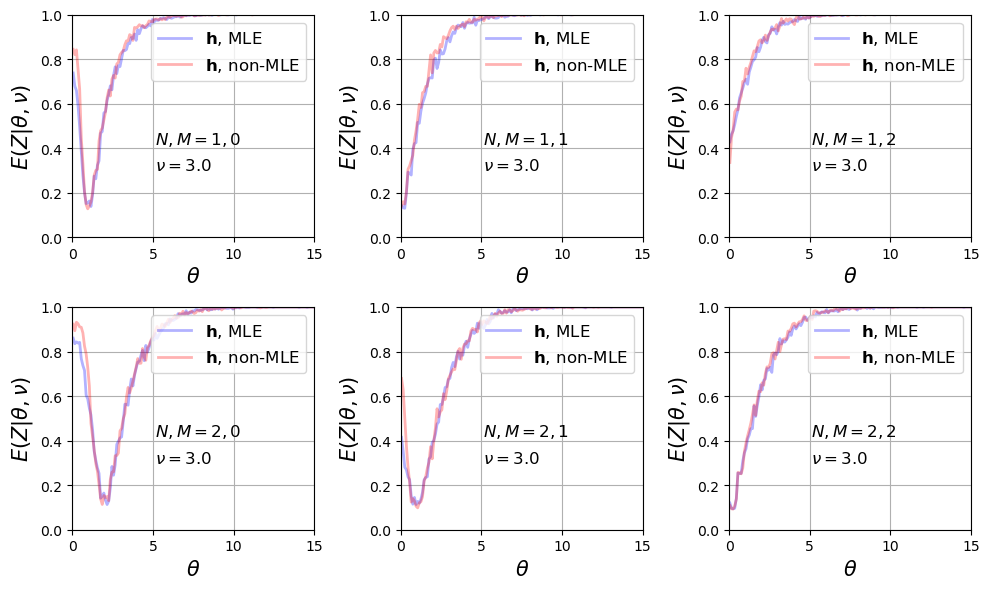 1.0
0.8
0.6
0.4
0.2
0.0
E(Z|θ, ν)
h, MLE
h, non-MLE
N, M = 1, 0
ν = 3.0
0 5 10 15
θ
1.0
0.8
0.6
0.4
0.2
0.0
E(Z|θ, ν)
h, MLE
h, non-MLE
N, M = 1, 1
ν = 3.0
0 5 10 15
θ
1.0
0.8
0.6
0.4
0.2
0.0
E(Z|θ, ν)
h, MLE
h, non-MLE
N, M = 1, 2
ν = 3.0
0 5 10 15
θ
1.0
0.8
0.6
0.4
0.2
0.0
E(Z|θ, ν)
h, MLE
h, non-MLE
N, M = 2, 0
ν = 3.0
0 5 10 15
θ
1.0
0.8
0.6
0.4
0.2
0.0
E(Z|θ, ν)
h, MLE
h, non-MLE
N, M = 2, 1
ν = 3.0
0 5 10 15
θ
1.0
0.8
0.6
0.4
0.2
0.0
E(Z|θ, ν)
h, MLE
h, non-MLE
N, M = 2, 2
ν = 3.0
0 5 10 15
θ